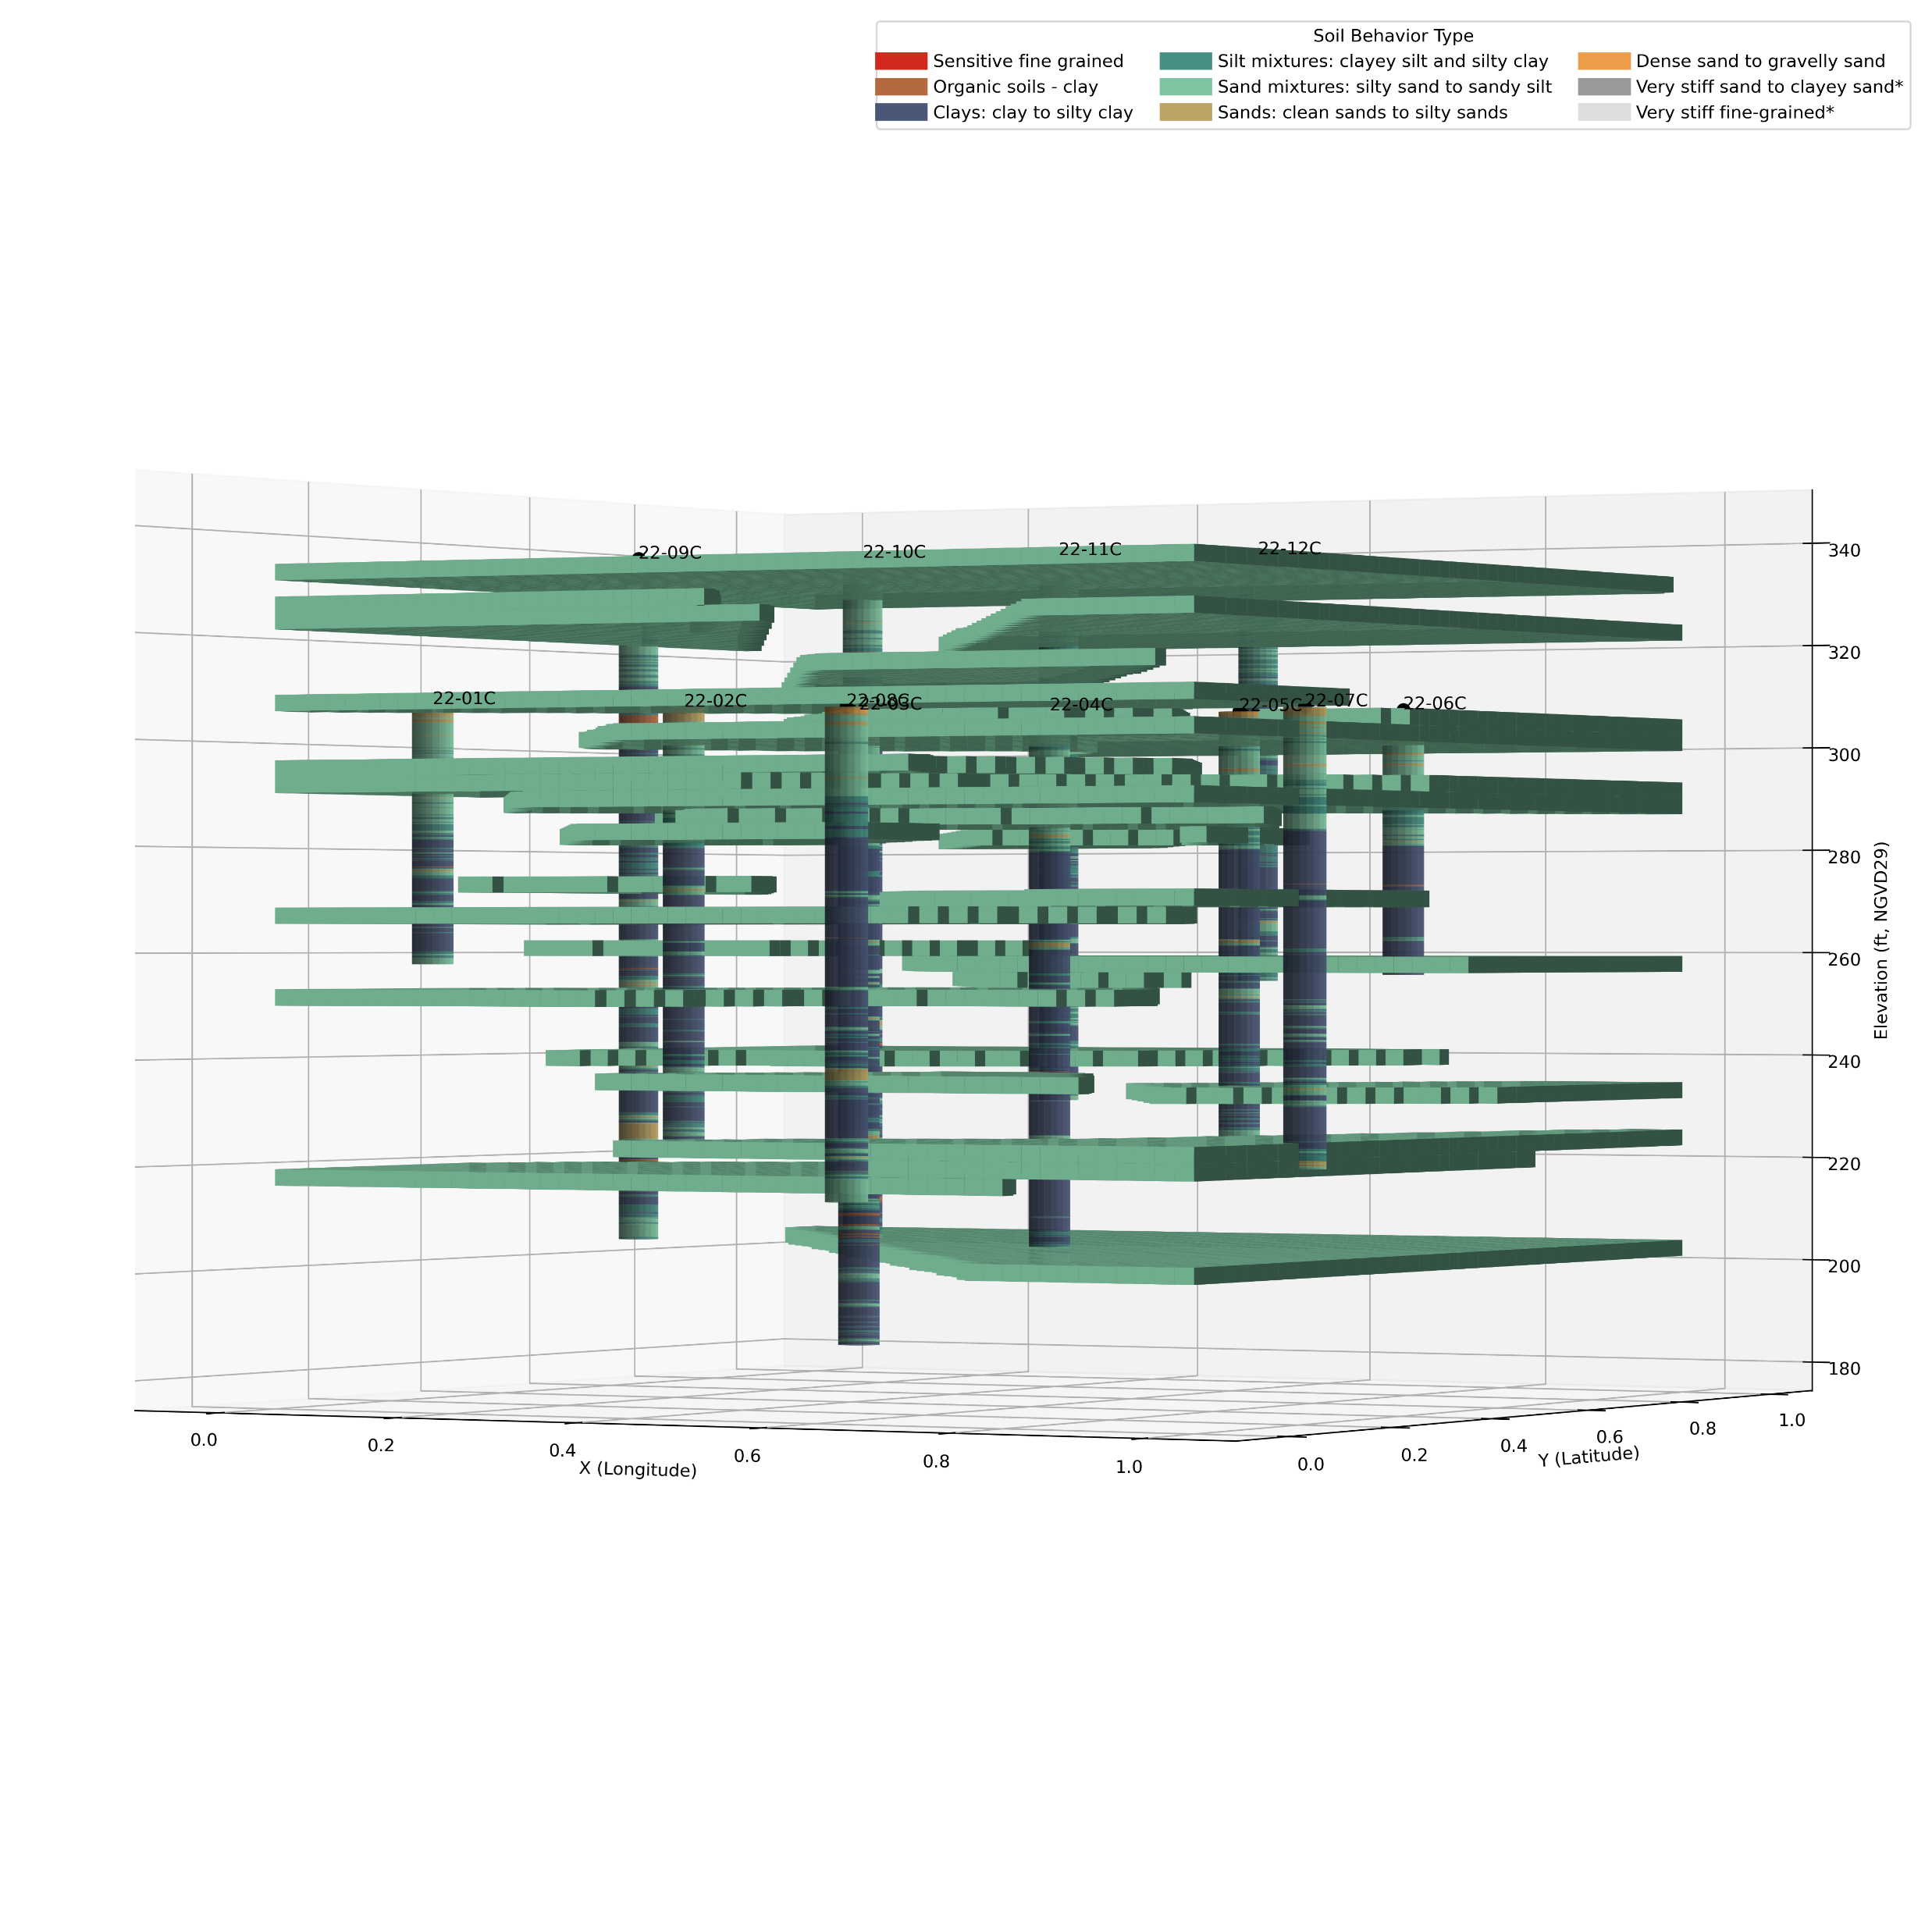 Soil Behavior Type
Sensitive fine grained
Organic soils - clay
Clays: clay to silty clay
Silt mixtures: clayey silt and silty clay
Sand mixtures: silty sand to sandy silt
Sands: clean sands to silty sands
Dense sand to gravelly sand
Very stiff sand to clayey sand*
Very stiff fine-grained*
22-09C
22-10C
22-11C
22-12C
22-01C
22-02C
22-08C
22-03C
22-04C
22-05C
22-07C
22-06C
340
320
300
280
260
240
220
200
180
Elevation (ft, NGVD29)
0.0
0.2
0.4
0.6
0.8
1.0
X (Longitude)
0.0
0.2
0.4
0.6
0.8
1.0
Y (Latitude)